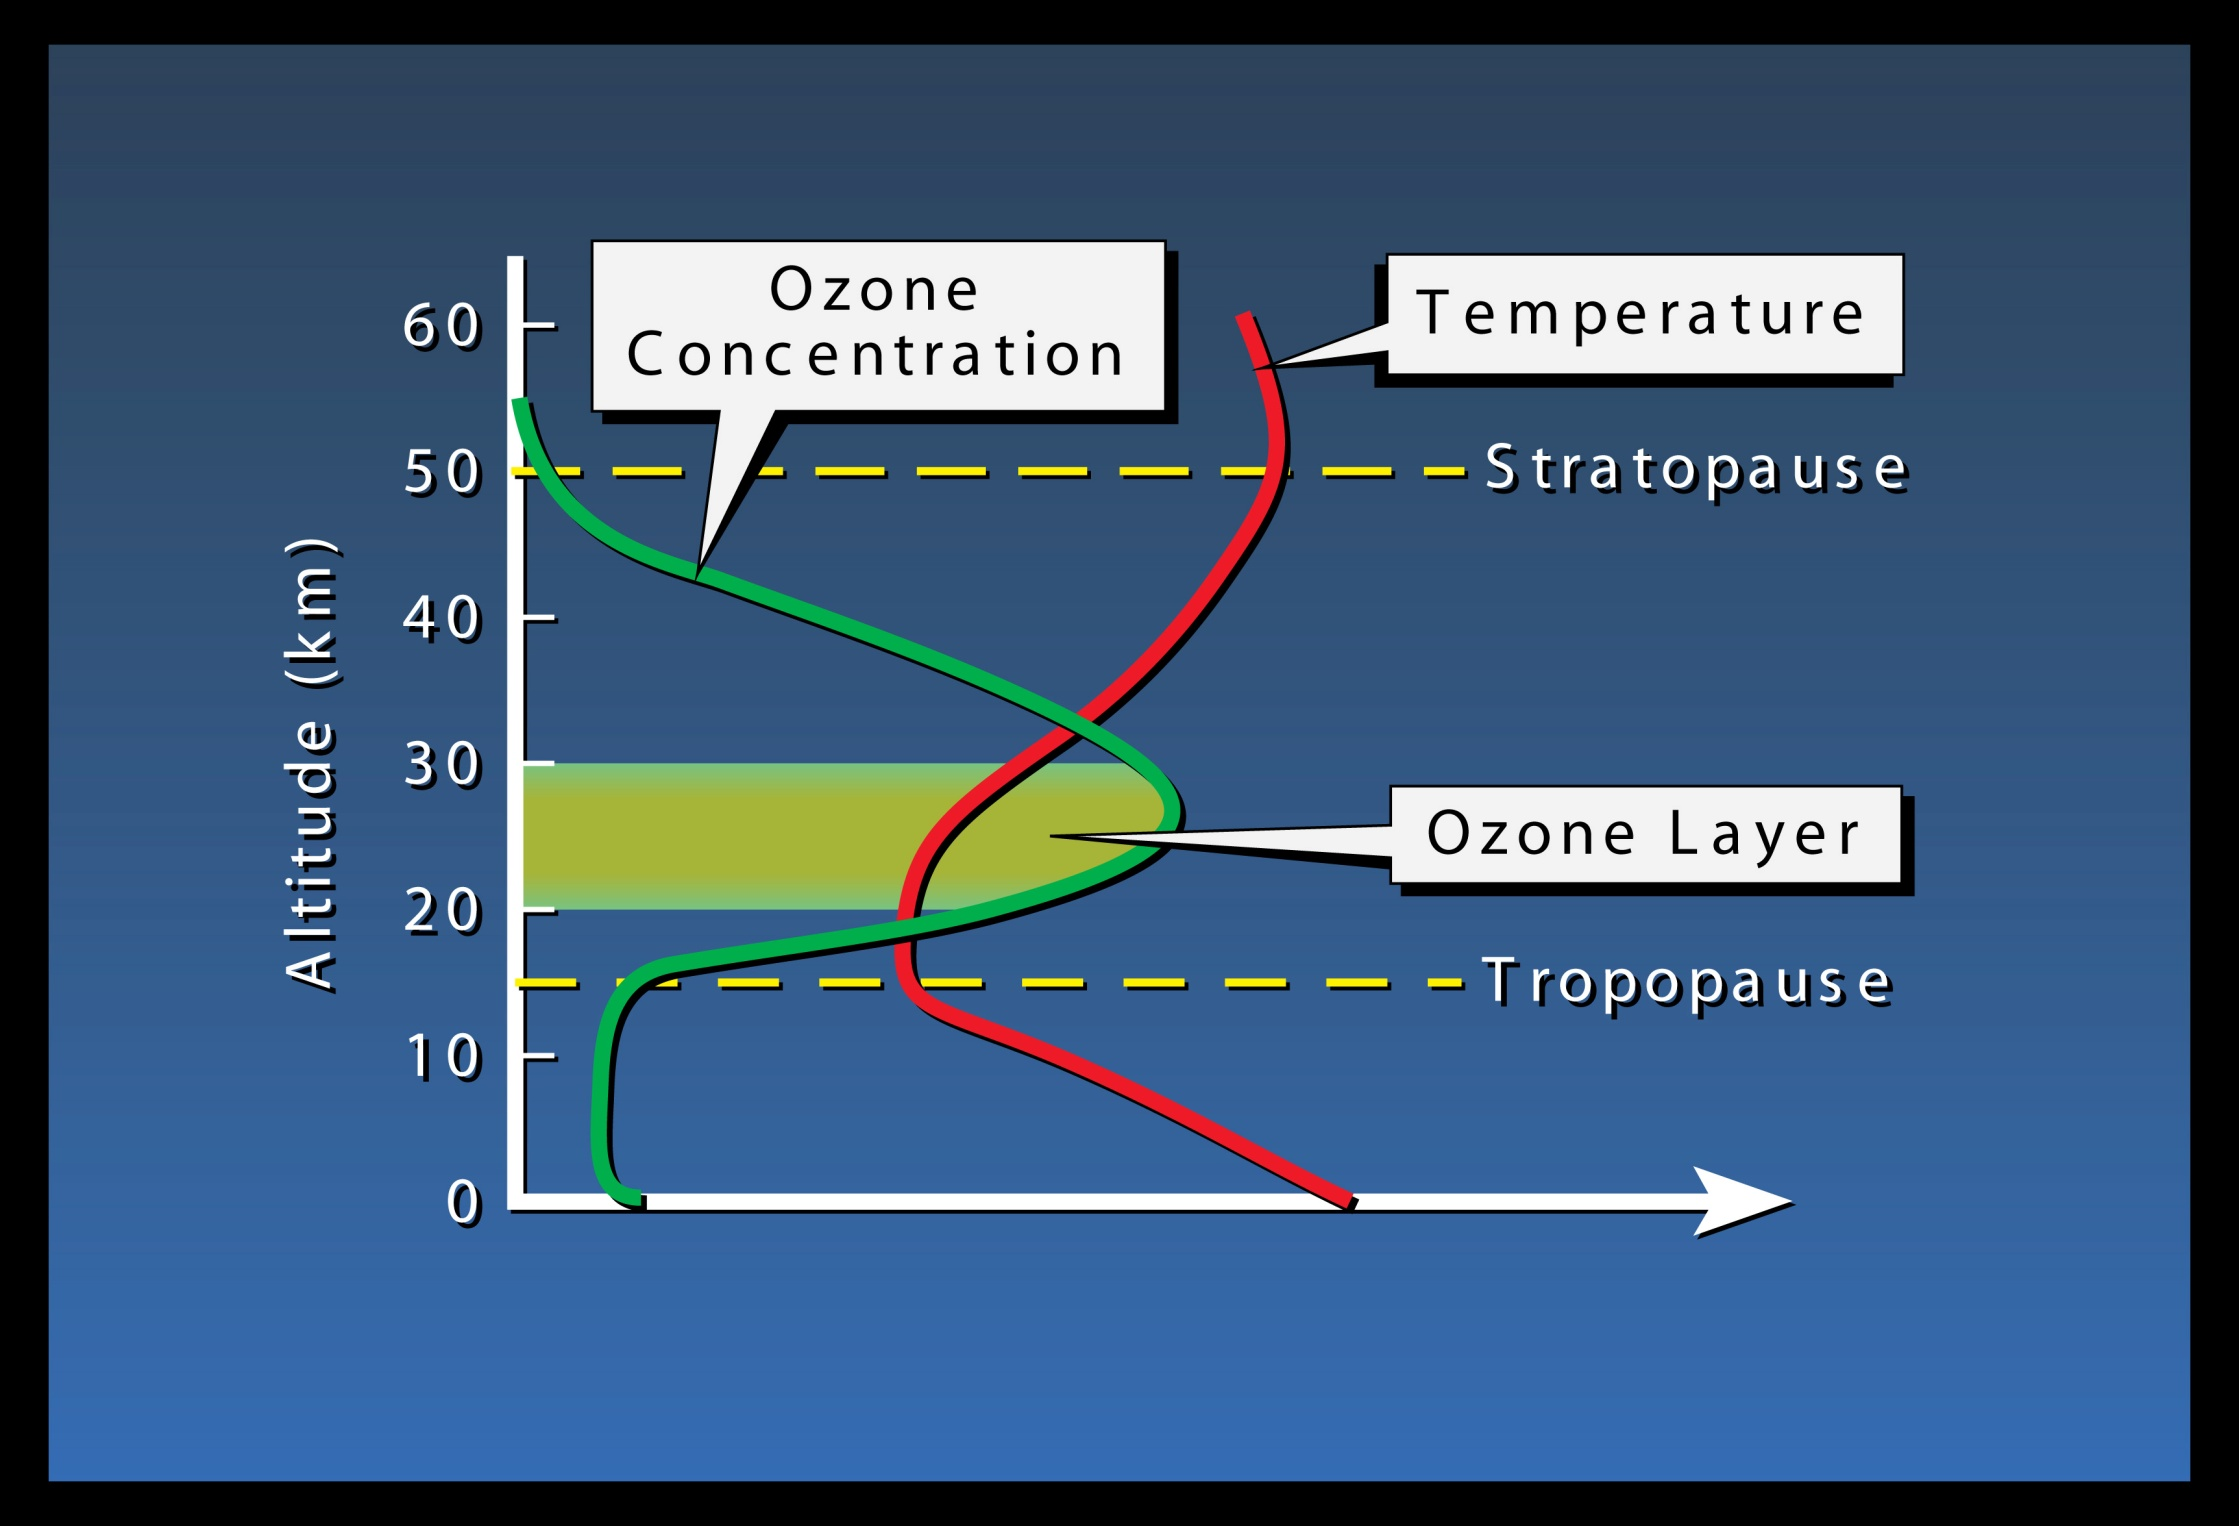 Ozone
Concentration
Temperature
60
50
Stratopause
40
Altitude (km)
30
Ozone Layer
20
Tropopause
10
0